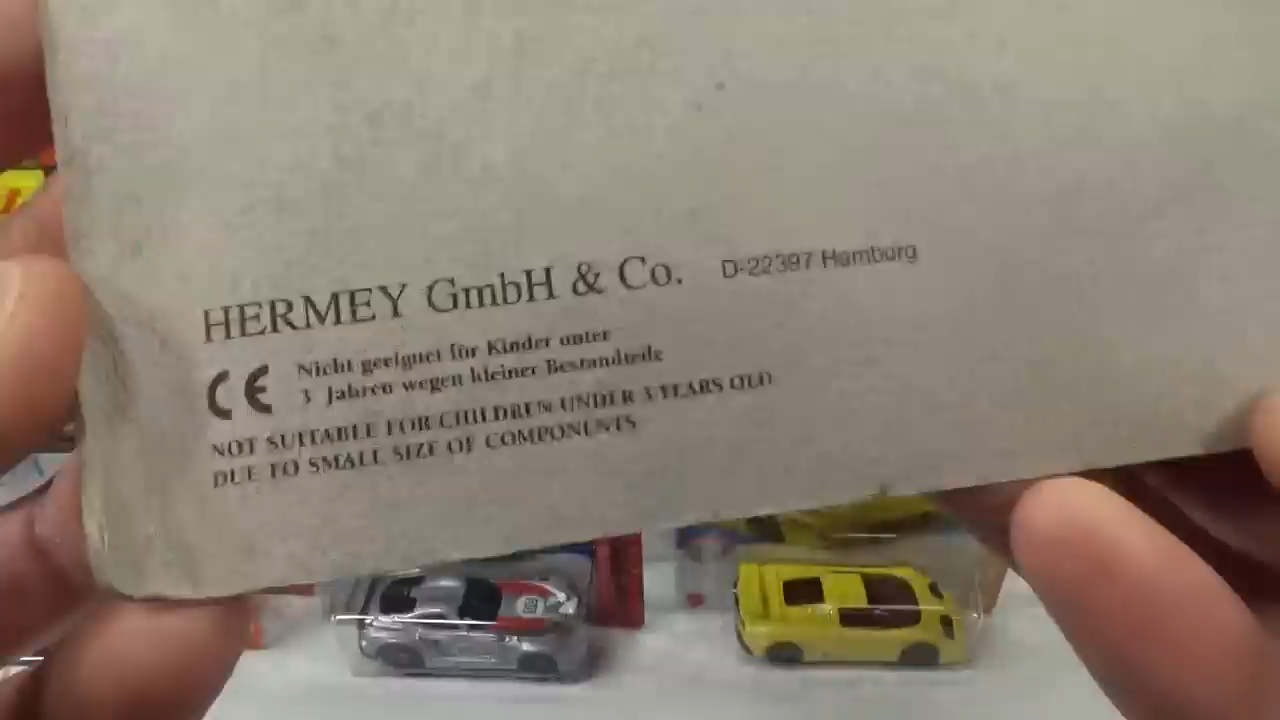 HERMEY GmbH & Co. D-22397 Hamburg
CE Nicht geeignet für Kinder unter
3 Jahren wegen kleiner Bestandteile
NOT SUITABLE FOR CHILDREN UNDER 3 YEARS OLD
DUE TO SMALL SIZE OF COMPONENTS